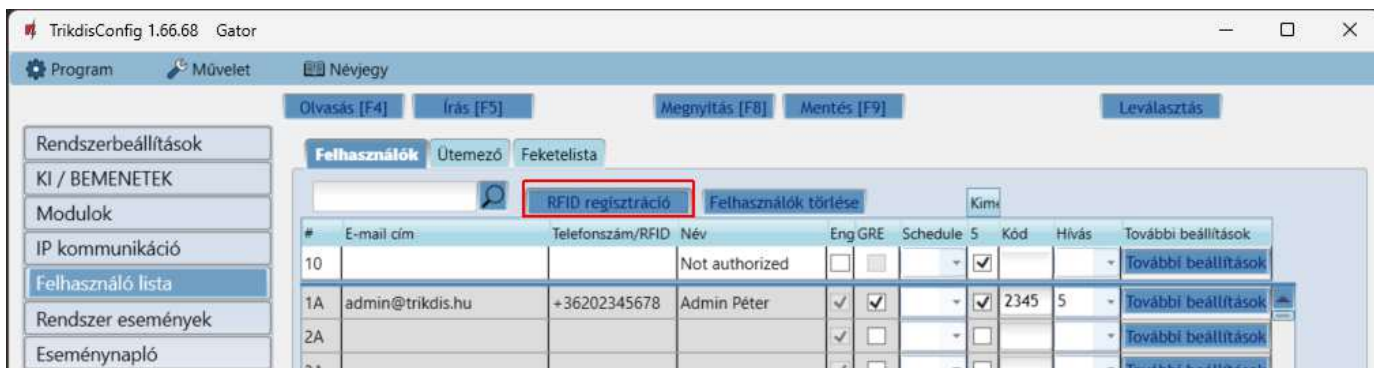 TrikdisConfig 1.66.68 Gator
Program Művelet Névjegy
Olvasás [F4] Írás [F5] Megnyitás [F8] Mentés [F9] Leválasztás
Rendszerbeállítások
KI / BEMENETEK
Modulok
IP kommunikáció
Felhasználó lista
Rendszer események
Eseménynapló
Felhasználók Ütemező Feketelista
RFID regisztráció Felhasználók törlése Kime
# E-mail cím Telefonszám/RFID Név Eng GRE Schedule 5 Kód Hívás További beállítások
10 Not authorized További beállítások
1A admin@trikdis.hu +36202345678 Admin Péter 2345 5 További beállítások
2A További beállítások